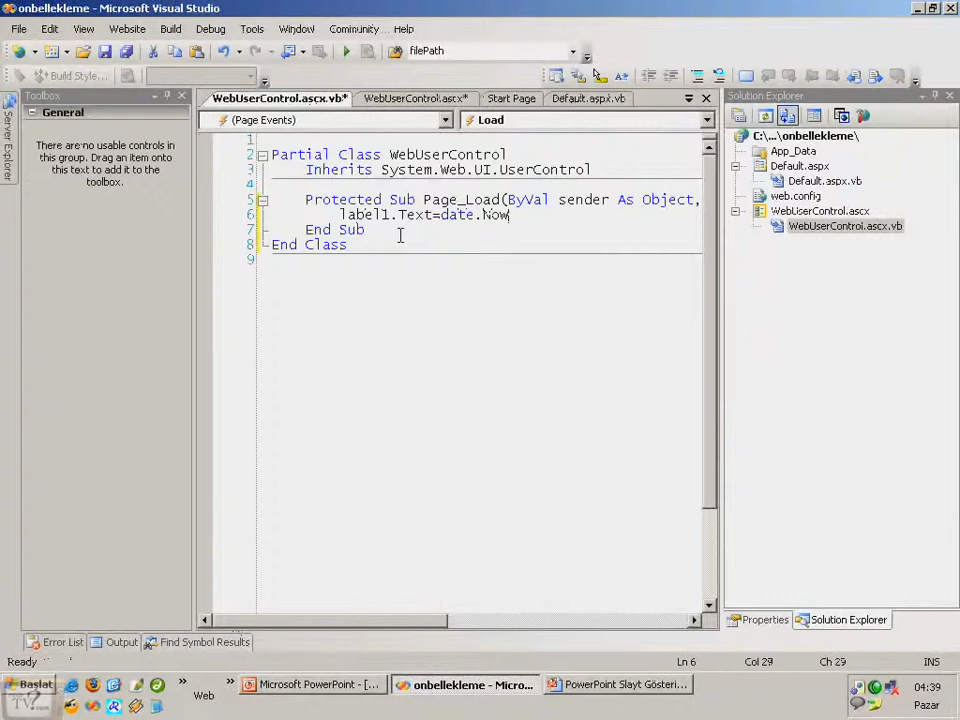 onbellekleme - Microsoft Visual Studio
File Edit View Website Build Debug Tools Window Community Help
filePath
Build Style...
Toolbox
WebUserControl.ascx.vb* WebUserControl.ascx* Start Page Default.aspx.vb
Solution Explorer
General
(Page Events) Load
C:\...\onbellekleme\
App_Data
Default.aspx
Default.aspx.vb
web.config
WebUserControl.ascx
WebUserControl.ascx.vb
There are no usable controls in
this group. Drag an item onto
this text to add it to the
toolbox.
Server Explorer
1
2 Partial Class WebUserControl
3 Inherits System.Web.UI.UserControl
4
5 Protected Sub Page_Load(ByVal sender As Object,
6 label1.Text=date.Now
7 End Sub
8 End Class
9
Properties Solution Explorer
Error List Output Find Symbol Results
Ready Ln 6 Col 29 Ch 29 INS
Başlat Web Microsoft PowerPoint - [... onbellekleme - Micro... PowerPoint Slayt Gösteri...
04:39
Pazar
TV?